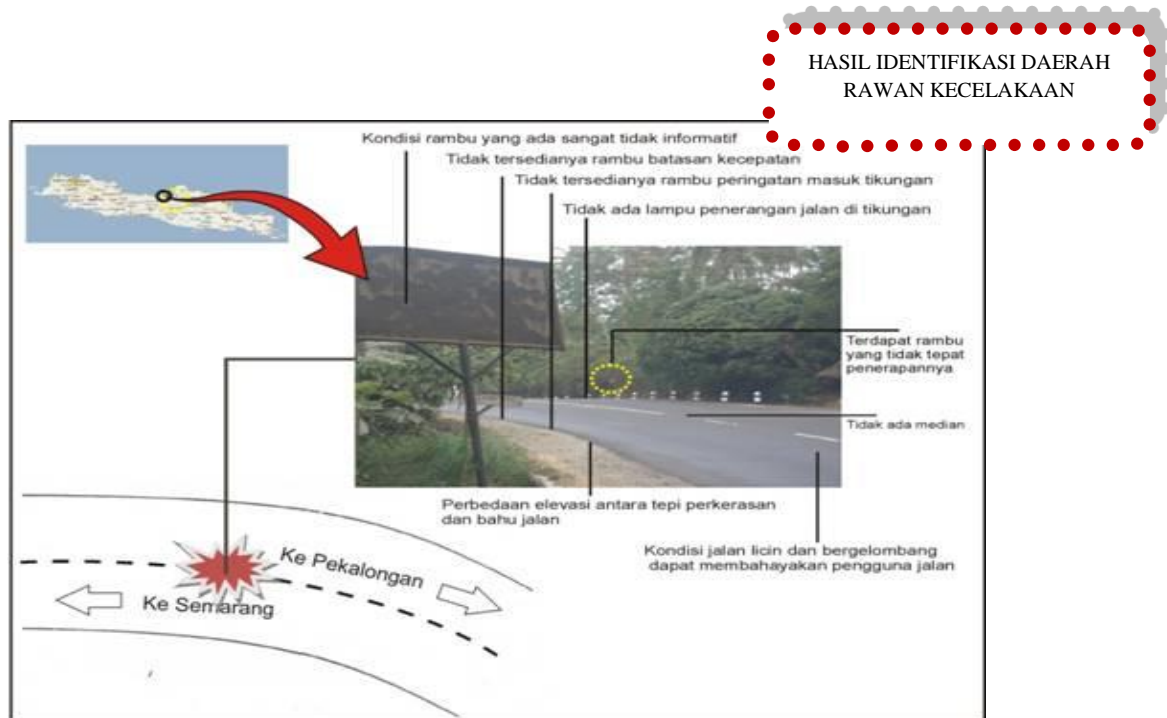 HASIL IDENTIFIKASI DAERAH
RAWAN KECELAKAAN
Kondisi rambu yang ada sangat tidak informatif
Tidak tersedianya rambu batasan kecepatan
Tidak tersedianya rambu peringatan masuk tikungan
Tidak ada lampu penerangan jalan di tikungan
Terdapat rambu
yang tidak tepat
penerapannya
Tidak ada median
Perbedaan elevasi antara tepi perkerasan
dan bahu jalan
Kondisi jalan licin dan bergelombang
dapat membahayakan pengguna jalan
Ke Pekalongan
Ke Semarang